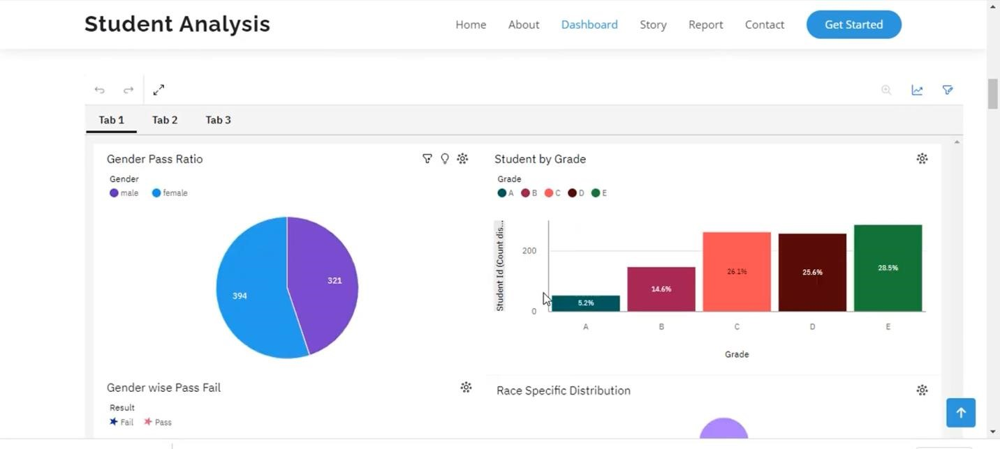 Student Analysis
Home About Dashboard Story Report Contact Get Started
Tab 1 Tab 2 Tab 3
Gender Pass Ratio
Gender
male female
394
321
Student by Grade
Grade
A B C D E
Student Id (Count dis...
200
0
5.2%
14.6%
26.1%
25.6%
28.5%
A B C D E
Grade
Gender wise Pass Fail
Result
Fail Pass
Race Specific Distribution